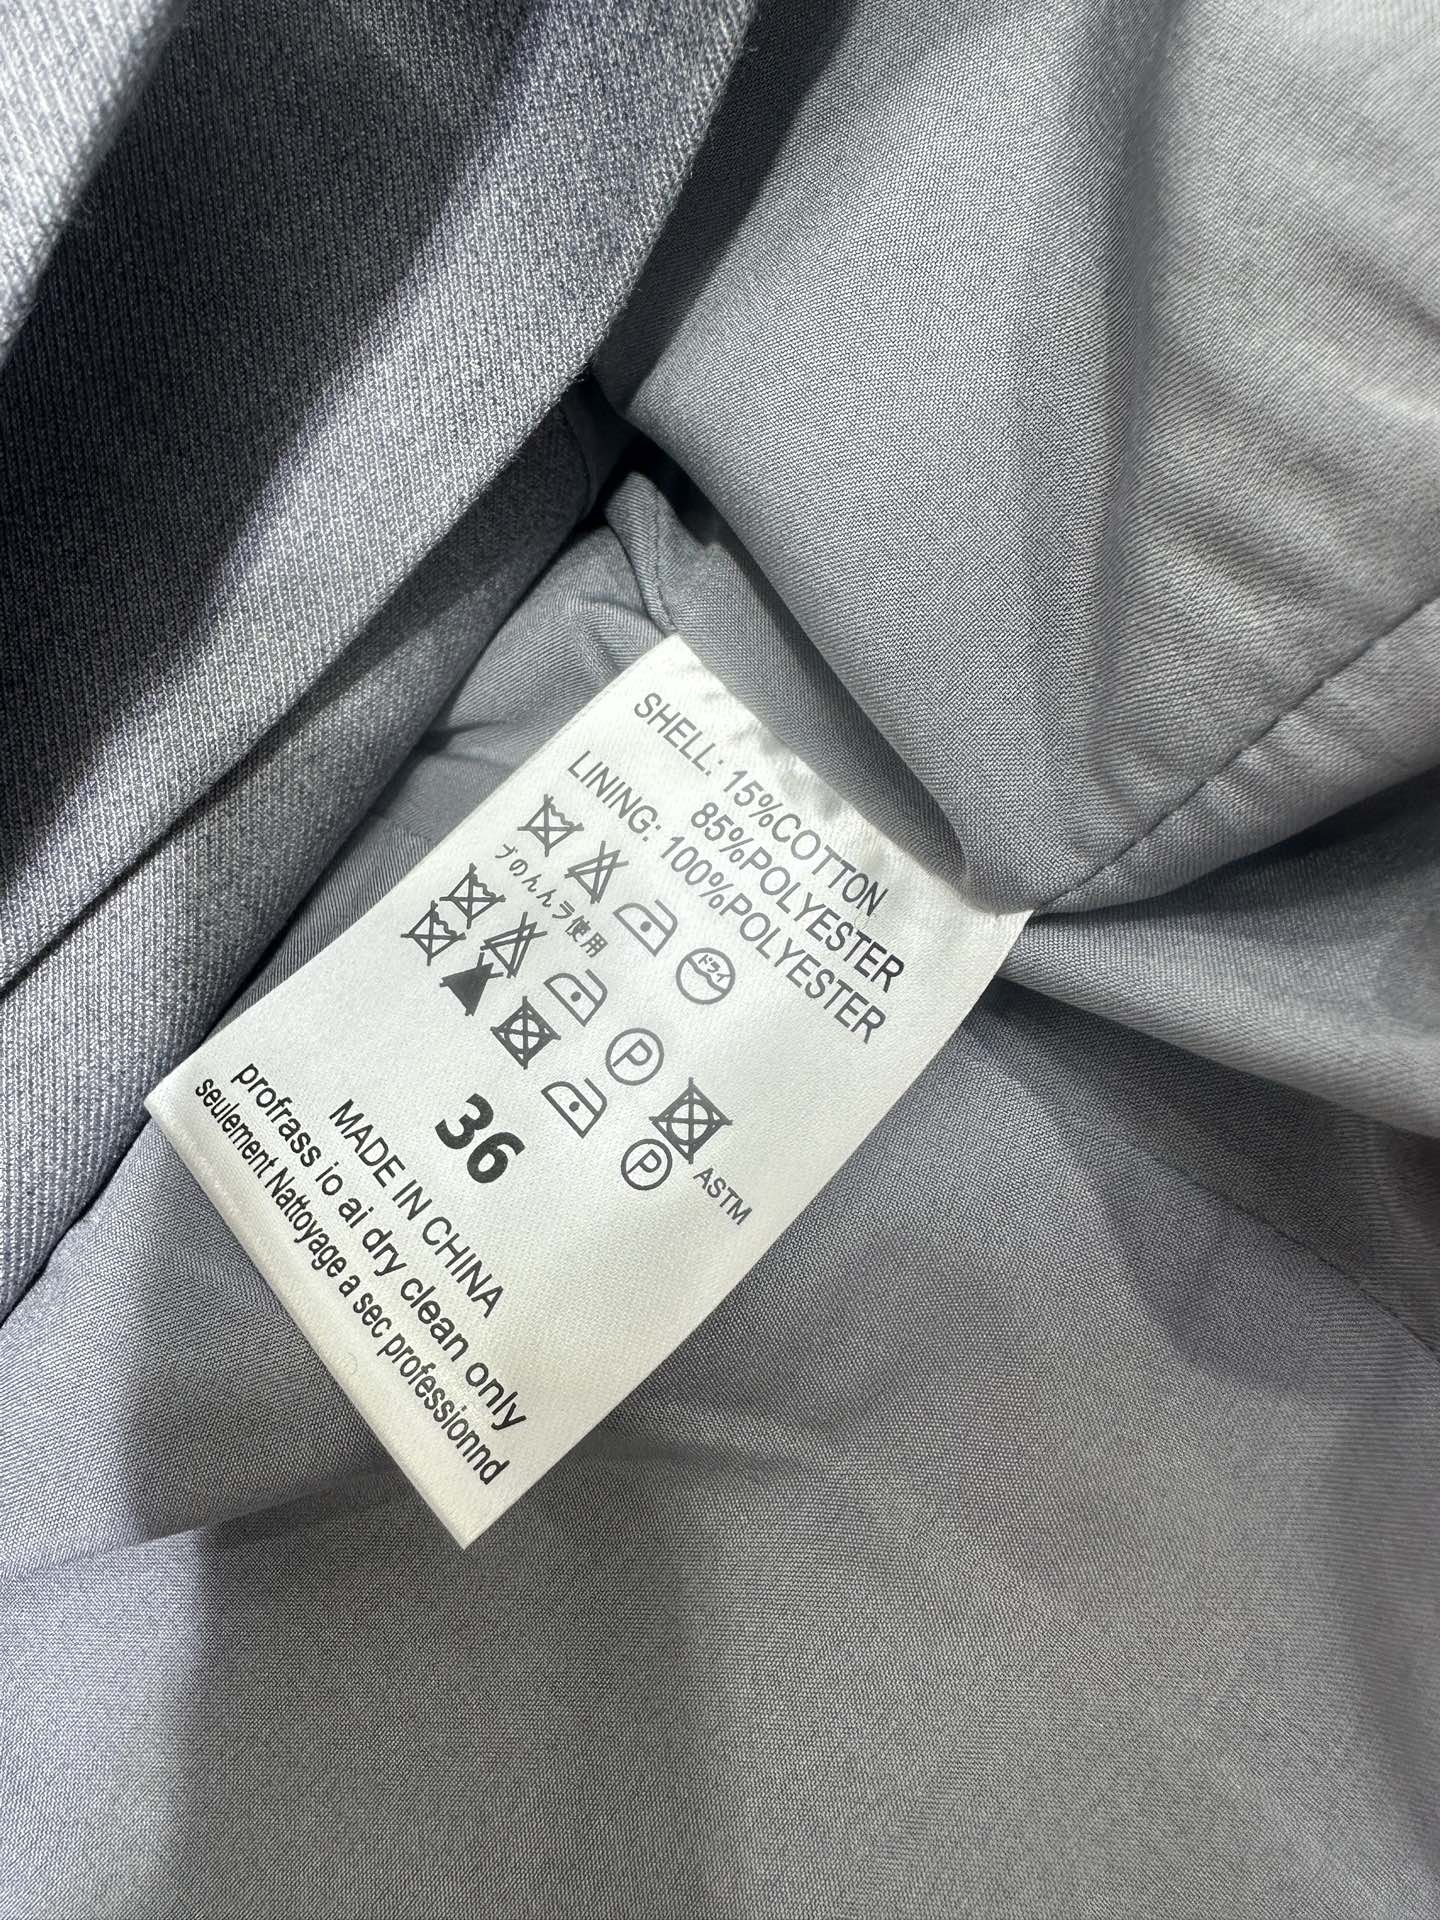 SHELL: 15%COTTON
85%POLYESTER
LINING: 100%POLYESTER
ドライ
プのんんラ使用
P
P
ASTM
36
MADE IN CHINA
profrass io ai dry clean only
seulement Nattoyage a sec professionnd